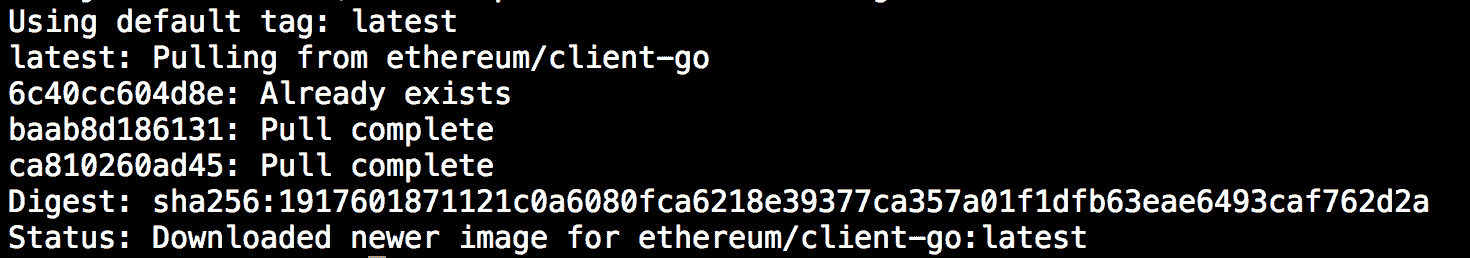 Using default tag: latest
latest: Pulling from ethereum/client-go
6c40cc604d8e: Already exists
baab8d186131: Pull complete
ca810260ad45: Pull complete
Digest: sha256:1917601871121c0a6080fca6218e39377ca357a01f1dfb63eae6493caf762d2a
Status: Downloaded newer image for ethereum/client-go:latest